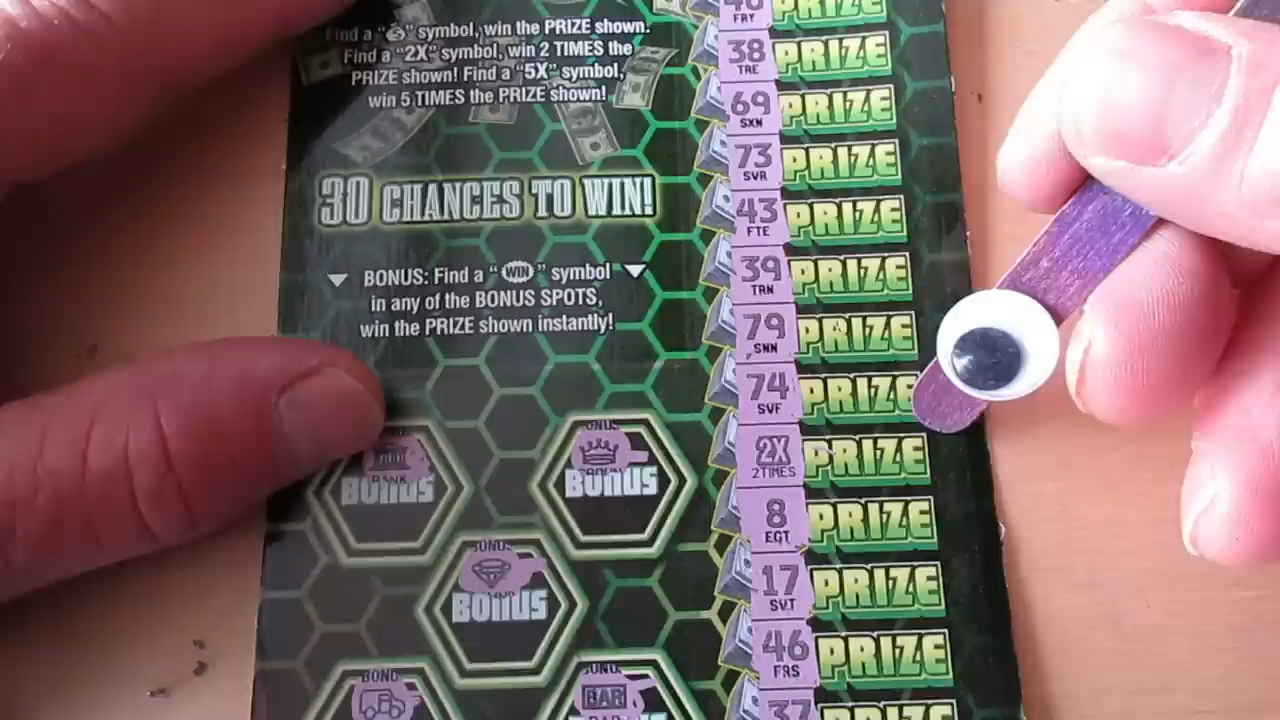 Find a "💰" symbol, win the PRIZE shown.
Find a "2X" symbol, win 2 TIMES the
PRIZE shown! Find a "5X" symbol,
win 5 TIMES the PRIZE shown!
30 CHANCES TO WIN!
BONUS: Find a "WIN" symbol
in any of the BONUS SPOTS,
win the PRIZE shown instantly!
BANK
BONUS
BONUS
BONUS
BAR
FRY PRIZE
38 PRIZE
TRE
69 PRIZE
SXN
73 PRIZE
SVR
43 PRIZE
FTE
39 PRIZE
TRN
79 PRIZE
SNN
74 PRIZE
SVF
2X PRIZE
2TIMES
8 PRIZE
EGT
17 PRIZE
SVT
46 PRIZE
FRS
37 PRIZE